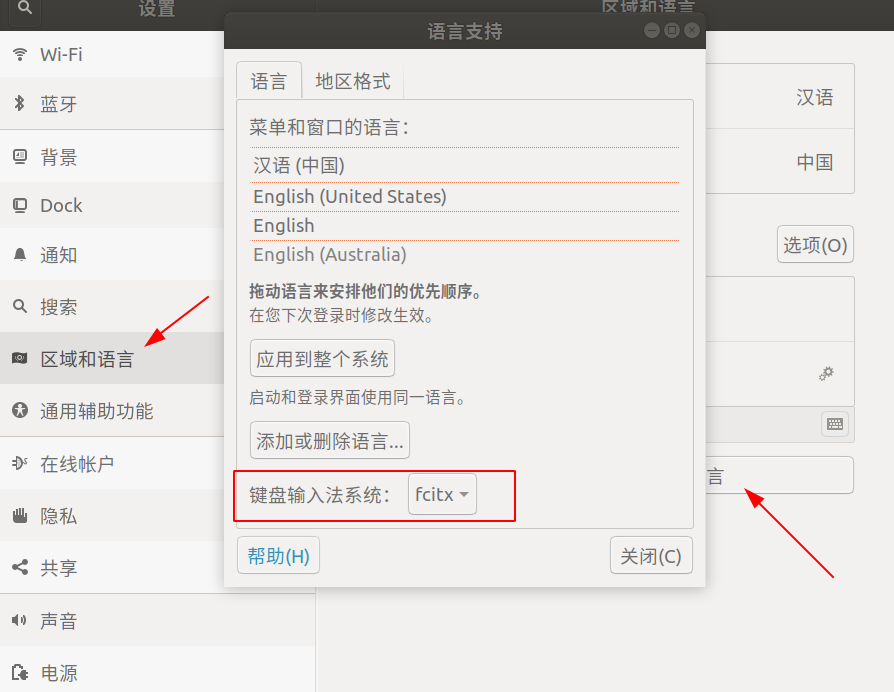 设置
区域和语言
语言支持
Wi-Fi
蓝牙
背景
Dock
通知
搜索
区域和语言
通用辅助功能
在线帐户
隐私
共享
声音
电源
语言
地区格式
菜单和窗口的语言：
汉语 (中国)
English (United States)
English
English (Australia)
拖动语言来安排他们的优先顺序。
在您下次登录时修改生效。
应用到整个系统
启动和登录界面使用同一语言。
添加或删除语言...
键盘输入法系统：
fcitx
帮助(H)
关闭(C)
汉语
中国
选项(O)
言